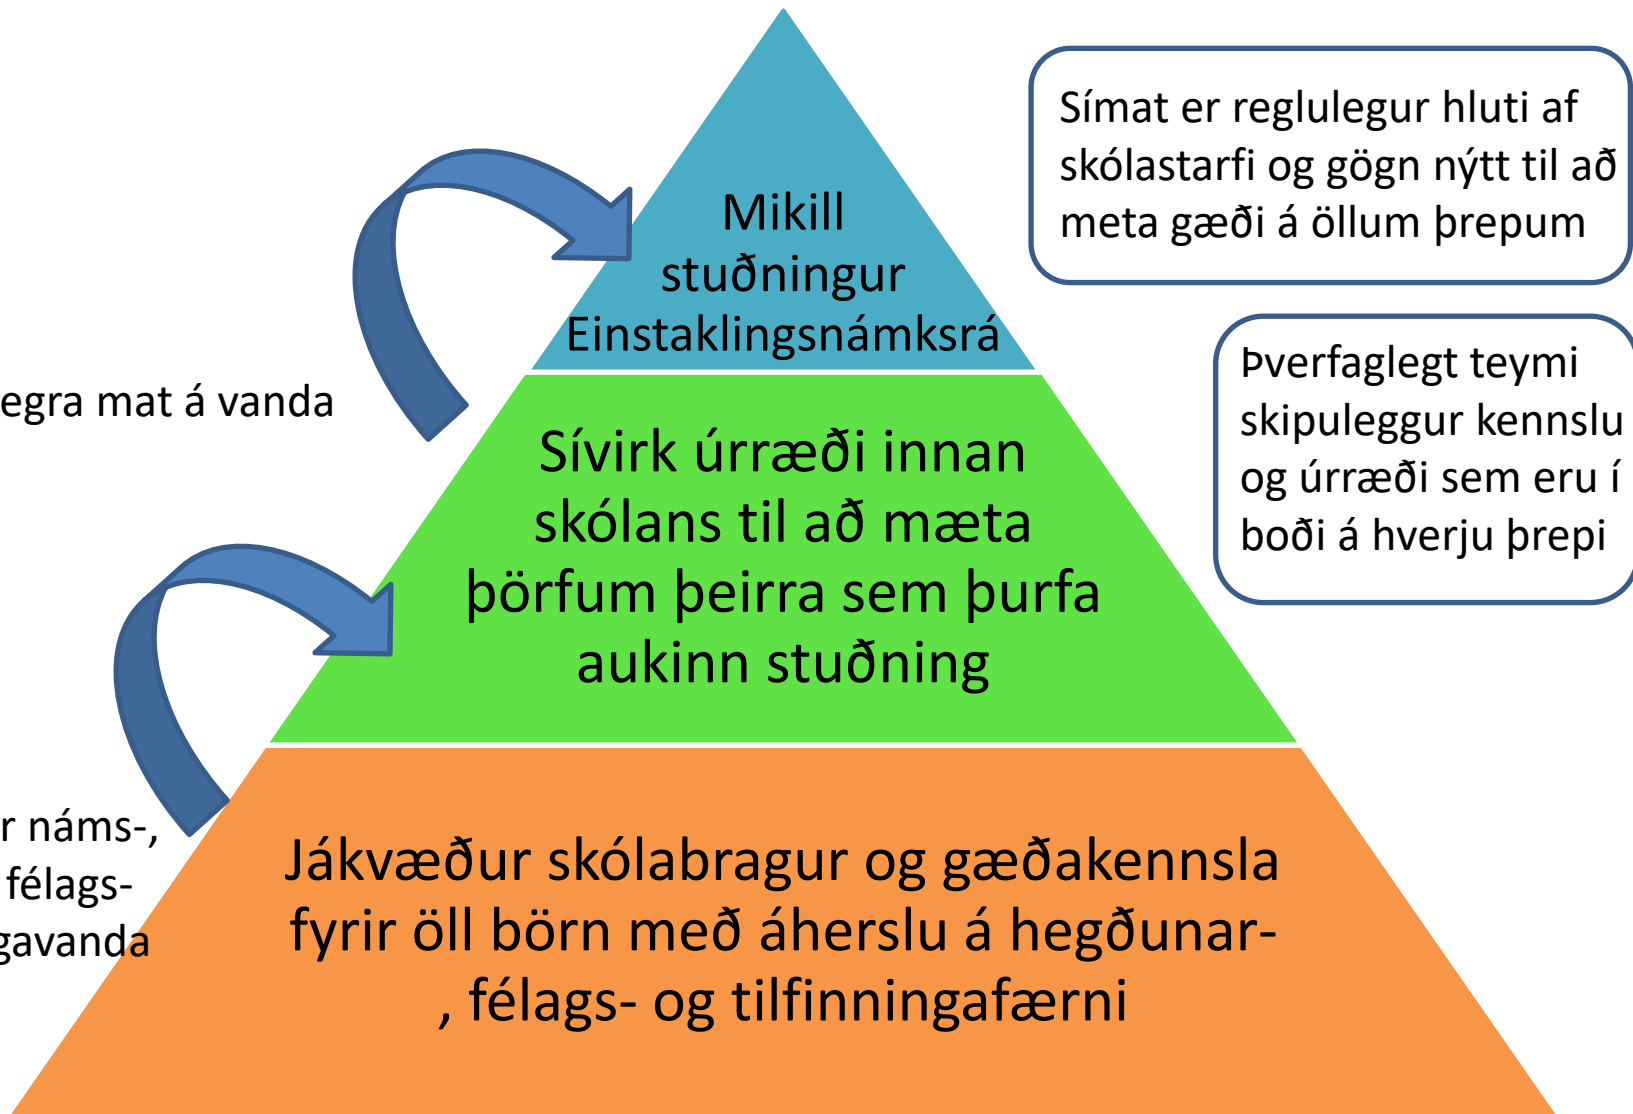 Símat er reglulegur hluti af
skólastarfi og gögn nýtt til að
meta gæði á öllum þrepum
Mikill
stuðningur
Einstaklingsnámksrá
Þverfaglegt teymi
skipuleggur kennslu
og úrræði sem eru í
boði á hverju þrepi
egra mat á vanda
Sívirk úrræði innan
skólans til að mæta
þörfum þeirra sem þurfa
aukinn stuðning
r náms-,
félags-
gavanda
Jákvæður skólabragur og gæðakennsla
fyrir öll börn með áherslu á hegðunar-
, félags- og tilfinningafærni